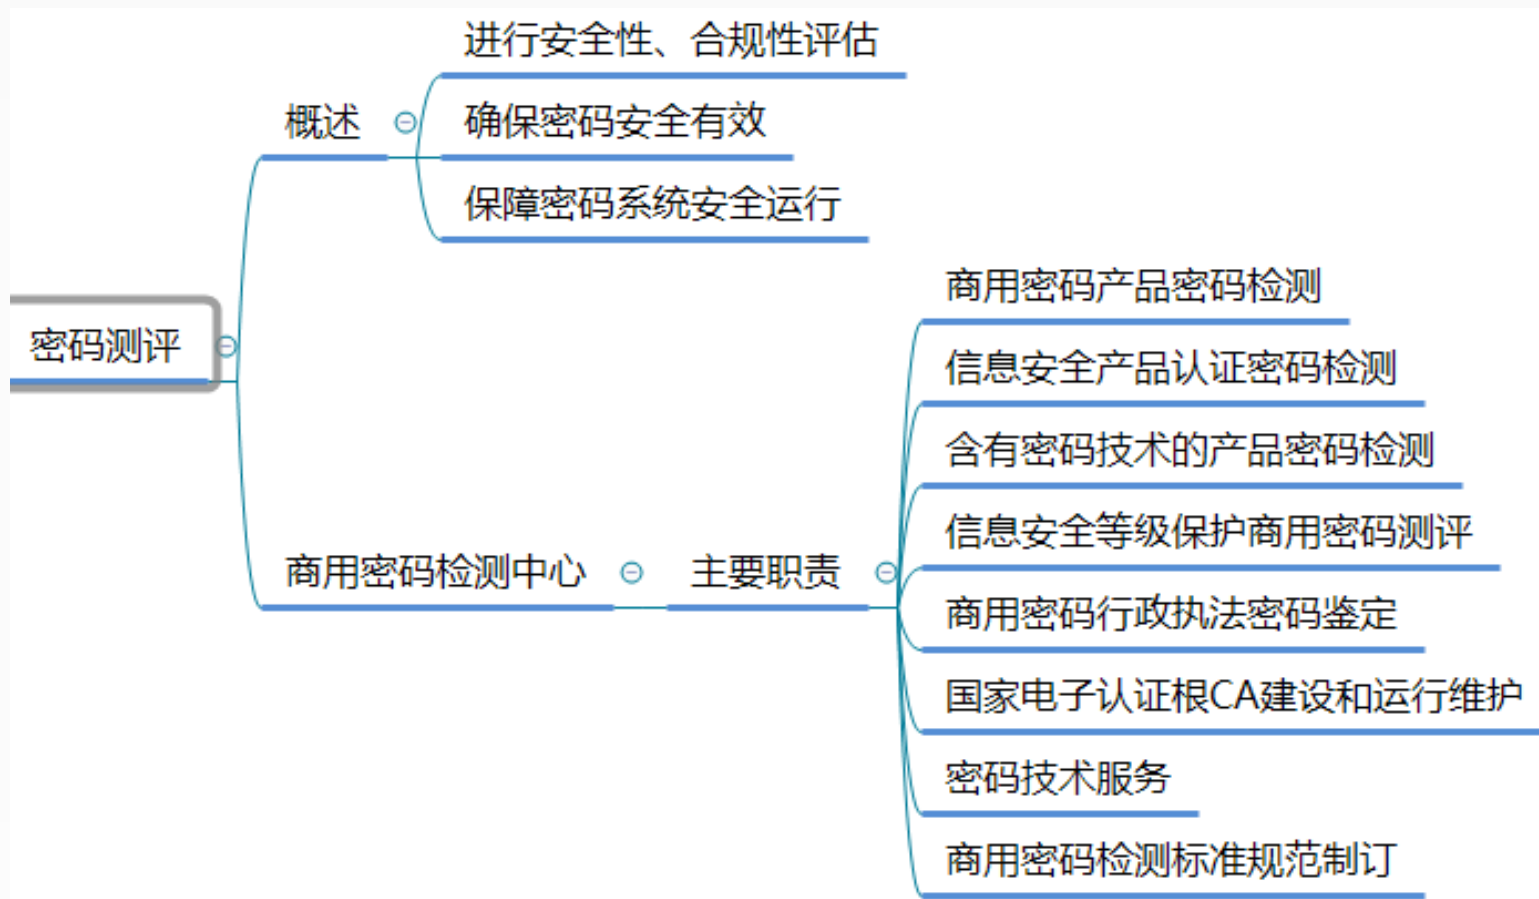 进行安全性、合规性评估
概述
确保密码安全有效
保障密码系统安全运行
密码测评
商用密码检测中心
主要职责
商用密码产品密码检测
信息安全产品认证密码检测
含有密码技术的产品密码检测
信息安全等级保护商用密码测评
商用密码行政执法密码鉴定
国家电子认证根CA建设和运行维护
密码技术服务
商用密码检测标准规范制订